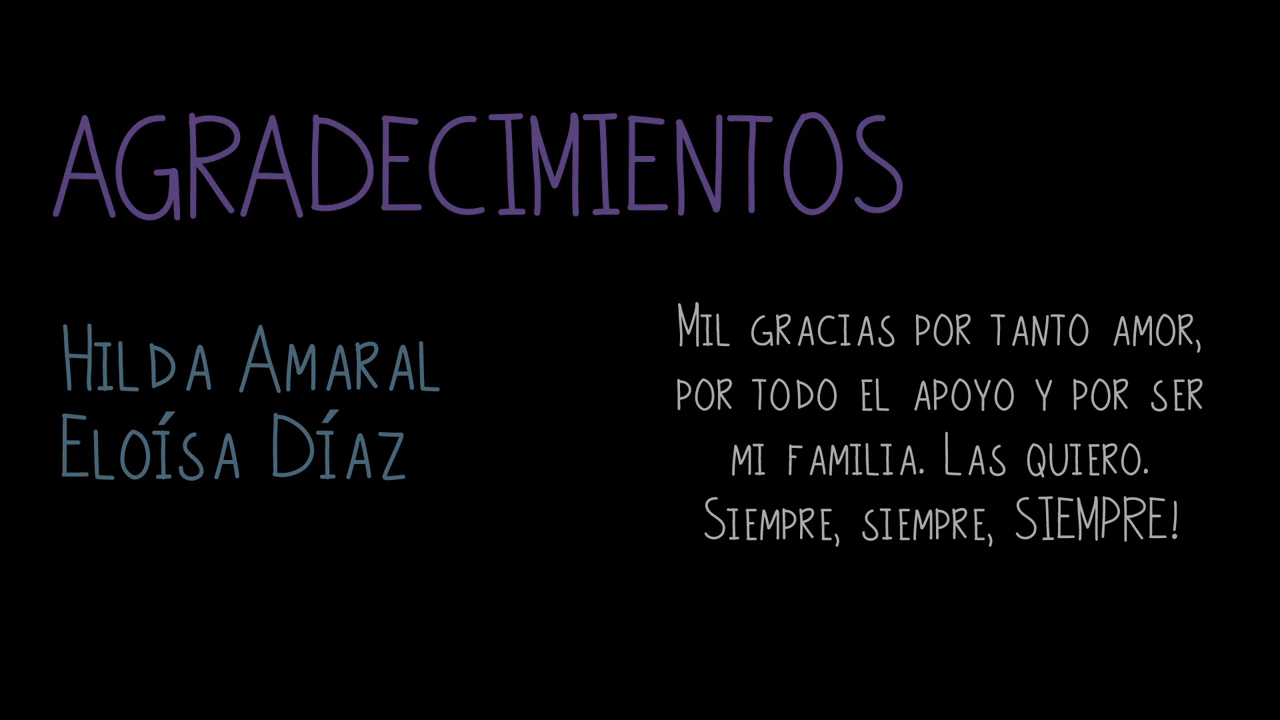 AGRADECIMIENTOS
Hilda Amaral
Eloísa Díaz
Mil gracias por tanto amor,
por todo el apoyo y por ser
mi familia. Las quiero.
Siempre, siempre, SIEMPRE!